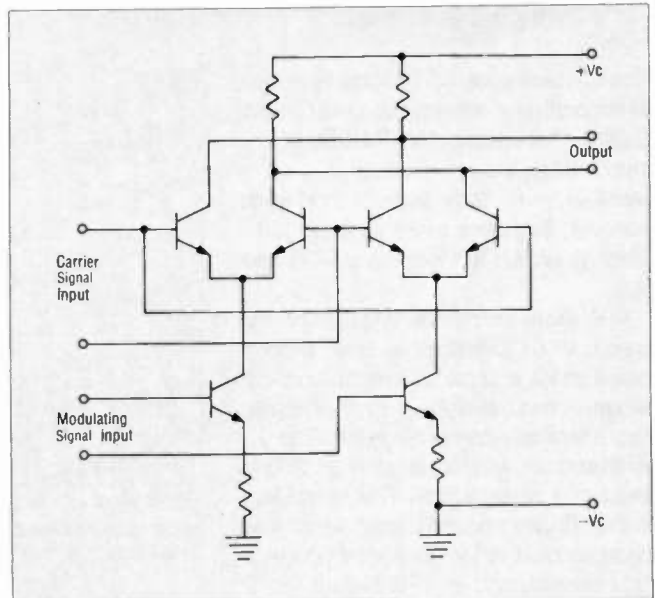 +Vc
Output
Carrier
Signal
Input
Modulating
Signal input
-Vc